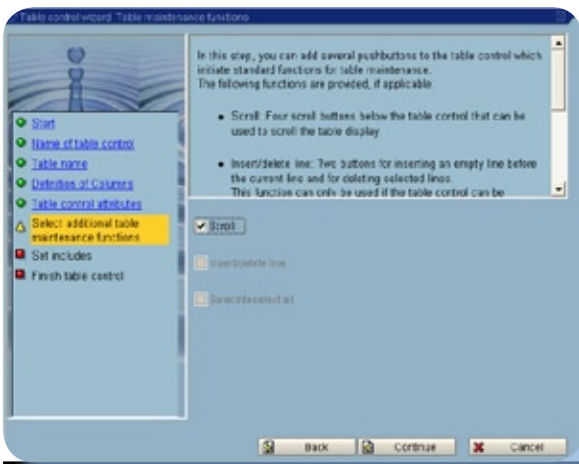 Table control wizard: Table maintenance functions
In this step, you can add several pushbuttons to the table control which
initiate standard functions for table maintenance.
The following functions are provided, if applicable:
Scroll: Four scroll buttons below the table control that can be
used to scroll the table display.
Insert/delete line: Two buttons for inserting an empty line before
the current line and for deleting selected lines.
This function can only be used if the table control can be
Start
Name of table control
Table name
Definition of Columns
Table control attributes
Select additional table
maintenance functions
Set includes
Finish table control
Scroll
Insert/delete line
Select/deselect all
Back
Continue
Cancel